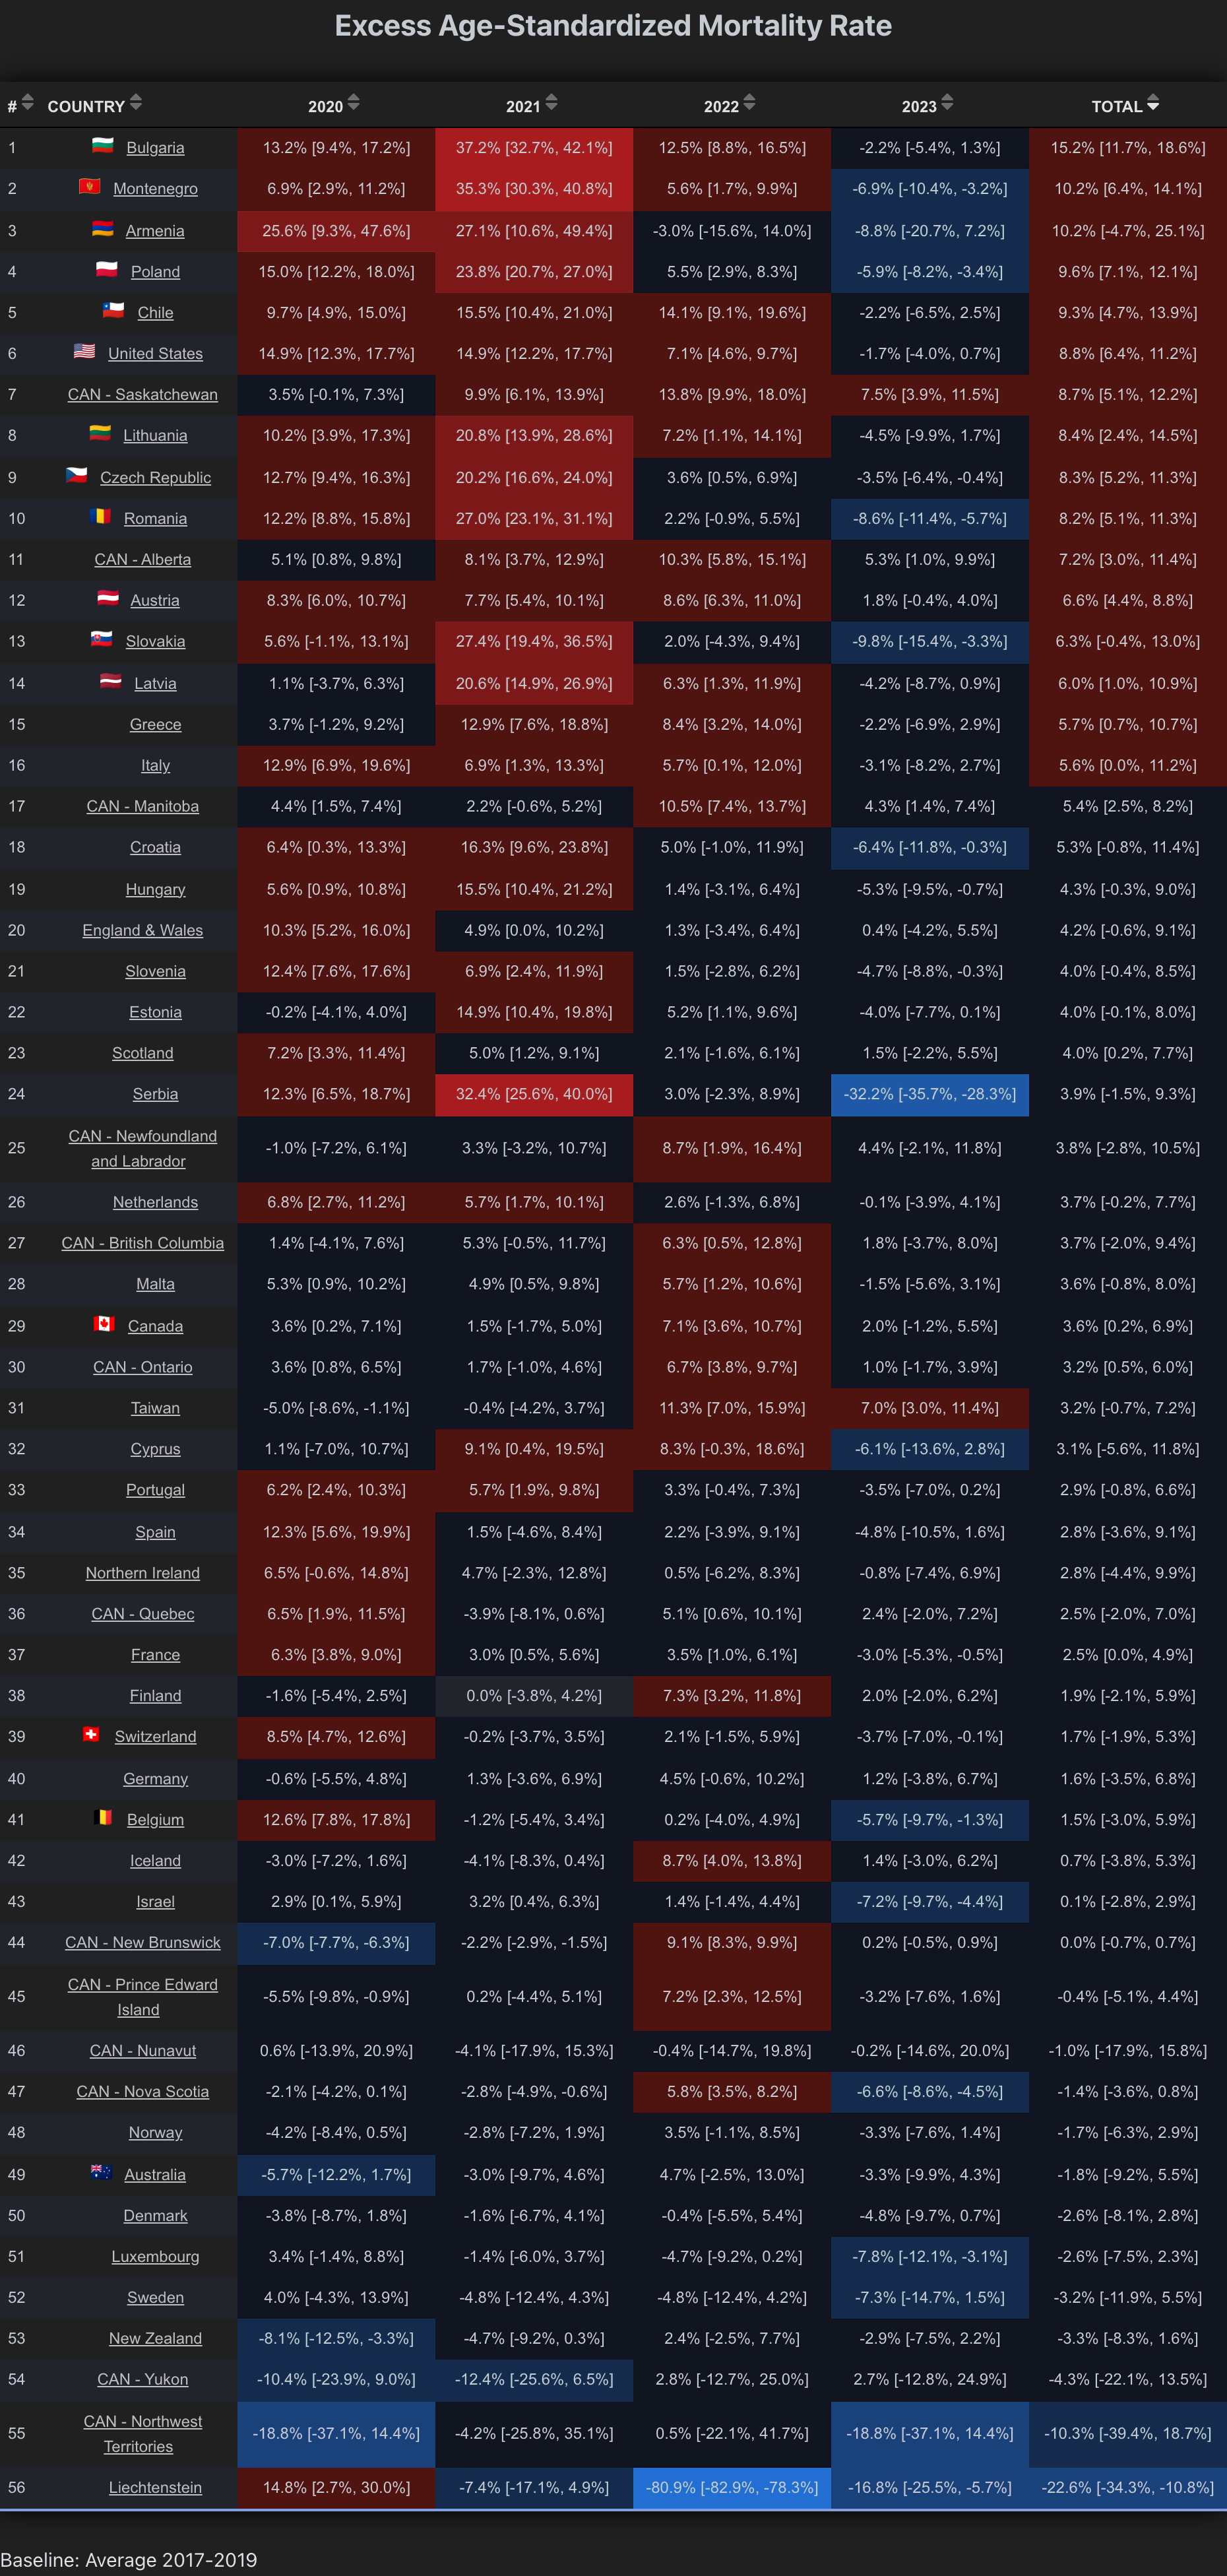 Excess Age-Standardized Mortality Rate
# COUNTRY 2020 2021 2022 2023 TOTAL
1 Bulgaria 13.2% [9.4%, 17.2%] 37.2% [32.7%, 42.1%] 12.5% [8.8%, 16.5%] -2.2% [-5.4%, 1.3%] 15.2% [11.7%, 18.6%]
2 Montenegro 6.9% [2.9%, 11.2%] 35.3% [30.3%, 40.8%] 5.6% [1.7%, 9.9%] -6.9% [-10.4%, -3.2%] 10.2% [6.4%, 14.1%]
3 Armenia 25.6% [9.3%, 47.6%] 27.1% [10.6%, 49.4%] -3.0% [-15.6%, 14.0%] -8.8% [-20.7%, 7.2%] 10.2% [-4.7%, 25.1%]
4 Poland 15.0% [12.2%, 18.0%] 23.8% [20.7%, 27.0%] 5.5% [2.9%, 8.3%] -5.9% [-8.2%, -3.4%] 9.6% [7.1%, 12.1%]
5 Chile 9.7% [4.9%, 15.0%] 15.5% [10.4%, 21.0%] 14.1% [9.1%, 19.6%] -2.2% [-6.5%, 2.5%] 9.3% [4.7%, 13.9%]
6 United States 14.9% [12.3%, 17.7%] 14.9% [12.2%, 17.7%] 7.1% [4.6%, 9.7%] -1.7% [-4.0%, 0.7%] 8.8% [6.4%, 11.2%]
7 CAN - Saskatchewan 3.5% [-0.1%, 7.3%] 9.9% [6.1%, 13.9%] 13.8% [9.9%, 18.0%] 7.5% [3.9%, 11.5%] 8.7% [5.1%, 12.2%]
8 Lithuania 10.2% [3.9%, 17.3%] 20.8% [13.9%, 28.6%] 7.2% [1.1%, 14.1%] -4.5% [-9.9%, 1.7%] 8.4% [2.4%, 14.5%]
9 Czech Republic 12.7% [9.4%, 16.3%] 20.2% [16.6%, 24.0%] 3.6% [0.5%, 6.9%] -3.5% [-6.4%, -0.4%] 8.3% [5.2%, 11.3%]
10 Romania 12.2% [8.8%, 15.8%] 27.0% [23.1%, 31.1%] 2.2% [-0.9%, 5.5%] -8.6% [-11.4%, -5.7%] 8.2% [5.1%, 11.3%]
11 CAN - Alberta 5.1% [0.8%, 9.8%] 8.1% [3.7%, 12.9%] 10.3% [5.8%, 15.1%] 5.3% [1.0%, 9.9%] 7.2% [3.0%, 11.4%]
12 Austria 8.3% [6.0%, 10.7%] 7.7% [5.4%, 10.1%] 8.6% [6.3%, 11.0%] 1.8% [-0.4%, 4.0%] 6.6% [4.4%, 8.8%]
13 Slovakia 5.6% [-1.1%, 13.1%] 27.4% [19.4%, 36.5%] 2.0% [-4.3%, 9.4%] -9.8% [-15.4%, -3.3%] 6.3% [-0.4%, 13.0%]
14 Latvia 1.1% [-3.7%, 6.3%] 20.6% [14.9%, 26.9%] 6.3% [1.3%, 11.9%] -4.2% [-8.7%, 0.9%] 6.0% [1.0%, 10.9%]
15 Greece 3.7% [-1.2%, 9.2%] 12.9% [7.6%, 18.8%] 8.4% [3.2%, 14.0%] -2.2% [-6.9%, 2.9%] 5.7% [0.7%, 10.7%]
16 Italy 12.9% [6.9%, 19.6%] 6.9% [1.3%, 13.3%] 5.7% [0.1%, 12.0%] -3.1% [-8.2%, 2.7%] 5.6% [0.0%, 11.2%]
17 CAN - Manitoba 4.4% [1.5%, 7.4%] 2.2% [-0.6%, 5.2%] 10.5% [7.4%, 13.7%] 4.3% [1.4%, 7.4%] 5.4% [2.5%, 8.2%]
18 Croatia 6.4% [0.3%, 13.3%] 16.3% [9.6%, 23.8%] 5.0% [-1.0%, 11.9%] -6.4% [-11.8%, -0.3%] 5.3% [-0.8%, 11.4%]
19 Hungary 5.6% [0.9%, 10.8%] 15.5% [10.4%, 21.2%] 1.4% [-3.1%, 6.4%] -5.3% [-9.5%, -0.7%] 4.3% [-0.3%, 9.0%]
20 England & Wales 10.3% [5.2%, 16.0%] 4.9% [0.0%, 10.2%] 1.3% [-3.4%, 6.4%] 0.4% [-4.2%, 5.5%] 4.2% [-0.6%, 9.1%]
21 Slovenia 12.4% [7.6%, 17.6%] 6.9% [2.4%, 11.9%] 1.5% [-2.8%, 6.2%] -4.7% [-8.8%, -0.3%] 4.0% [-0.4%, 8.5%]
22 Estonia -0.2% [-4.1%, 4.0%] 14.9% [10.4%, 19.8%] 5.2% [1.1%, 9.6%] -4.0% [-7.7%, 0.1%] 4.0% [-0.1%, 8.0%]
23 Scotland 7.2% [3.3%, 11.4%] 5.0% [1.2%, 9.1%] 2.1% [-1.6%, 6.1%] 1.5% [-2.2%, 5.5%] 4.0% [0.2%, 7.7%]
24 Serbia 12.3% [6.5%, 18.7%] 32.4% [25.6%, 40.0%] 3.0% [-2.3%, 8.9%] -32.2% [-35.7%, -28.3%] 3.9% [-1.5%, 9.3%]
25 CAN - Newfoundland
and Labrador -1.0% [-7.2%, 6.1%] 3.3% [-3.2%, 10.7%] 8.7% [1.9%, 16.4%] 4.4% [-2.1%, 11.8%] 3.8% [-2.8%, 10.5%]
26 Netherlands 6.8% [2.7%, 11.2%] 5.7% [1.7%, 10.1%] 2.6% [-1.3%, 6.8%] -0.1% [-3.9%, 4.1%] 3.7% [-0.2%, 7.7%]
27 CAN - British Columbia 1.4% [-4.1%, 7.6%] 5.3% [-0.5%, 11.7%] 6.3% [0.5%, 12.8%] 1.8% [-3.7%, 8.0%] 3.7% [-2.0%, 9.4%]
28 Malta 5.3% [0.9%, 10.2%] 4.9% [0.5%, 9.8%] 5.7% [1.2%, 10.6%] -1.5% [-5.6%, 3.1%] 3.6% [-0.8%, 8.0%]
29 Canada 3.6% [0.2%, 7.1%] 1.5% [-1.7%, 5.0%] 7.1% [3.6%, 10.7%] 2.0% [-1.2%, 5.5%] 3.6% [0.2%, 6.9%]
30 CAN - Ontario 3.6% [0.8%, 6.5%] 1.7% [-1.0%, 4.6%] 6.7% [3.8%, 9.7%] 1.0% [-1.7%, 3.9%] 3.2% [0.5%, 6.0%]
31 Taiwan -5.0% [-8.6%, -1.1%] -0.4% [-4.2%, 3.7%] 11.3% [7.0%, 15.9%] 7.0% [3.0%, 11.4%] 3.2% [-0.7%, 7.2%]
32 Cyprus 1.1% [-7.0%, 10.7%] 9.1% [0.4%, 19.5%] 8.3% [-0.3%, 18.6%] -6.1% [-13.6%, 2.8%] 3.1% [-5.6%, 11.8%]
33 Portugal 6.2% [2.4%, 10.3%] 5.7% [1.9%, 9.8%] 3.3% [-0.4%, 7.3%] -3.5% [-7.0%, 0.2%] 2.9% [-0.8%, 6.6%]
34 Spain 12.3% [5.6%, 19.9%] 1.5% [-4.6%, 8.4%] 2.2% [-3.9%, 9.1%] -4.8% [-10.5%, 1.6%] 2.8% [-3.6%, 9.1%]
35 Northern Ireland 6.5% [-0.6%, 14.8%] 4.7% [-2.3%, 12.8%] 0.5% [-6.2%, 8.3%] -0.8% [-7.4%, 6.9%] 2.8% [-4.4%, 9.9%]
36 CAN - Quebec 6.5% [1.9%, 11.5%] -3.9% [-8.1%, 0.6%] 5.1% [0.6%, 10.1%] 2.4% [-2.0%, 7.2%] 2.5% [-2.0%, 7.0%]
37 France 6.3% [3.8%, 9.0%] 3.0% [0.5%, 5.6%] 3.5% [1.0%, 6.1%] -3.0% [-5.3%, -0.5%] 2.5% [0.0%, 4.9%]
38 Finland -1.6% [-5.4%, 2.5%] 0.0% [-3.8%, 4.2%] 7.3% [3.2%, 11.8%] 2.0% [-2.0%, 6.2%] 1.9% [-2.1%, 5.9%]
39 Switzerland 8.5% [4.7%, 12.6%] -0.2% [-3.7%, 3.5%] 2.1% [-1.5%, 5.9%] -3.7% [-7.0%, -0.1%] 1.7% [-1.9%, 5.3%]
40 Germany -0.6% [-5.5%, 4.8%] 1.3% [-3.6%, 6.9%] 4.5% [-0.6%, 10.2%] 1.2% [-3.8%, 6.7%] 1.6% [-3.5%, 6.8%]
41 Belgium 12.6% [7.8%, 17.8%] -1.2% [-5.4%, 3.4%] 0.2% [-4.0%, 4.9%] -5.7% [-9.7%, -1.3%] 1.5% [-3.0%, 5.9%]
42 Iceland -3.0% [-7.2%, 1.6%] -4.1% [-8.3%, 0.4%] 8.7% [4.0%, 13.8%] 1.4% [-3.0%, 6.2%] 0.7% [-3.8%, 5.3%]
43 Israel 2.9% [0.1%, 5.9%] 3.2% [0.4%, 6.3%] 1.4% [-1.4%, 4.4%] -7.2% [-9.7%, -4.4%] 0.1% [-2.8%, 2.9%]
44 CAN - New Brunswick -7.0% [-7.7%, -6.3%] -2.2% [-2.9%, -1.5%] 9.1% [8.3%, 9.9%] 0.2% [-0.5%, 0.9%] 0.0% [-0.7%, 0.7%]
45 CAN - Prince Edward
Island -5.5% [-9.8%, -0.9%] 0.2% [-4.4%, 5.1%] 7.2% [2.3%, 12.5%] -3.2% [-7.6%, 1.6%] -0.4% [-5.1%, 4.4%]
46 CAN - Nunavut 0.6% [-13.9%, 20.9%] -4.1% [-17.9%, 15.3%] -0.4% [-14.7%, 19.8%] -0.2% [-14.6%, 20.0%] -1.0% [-17.9%, 15.8%]
47 CAN - Nova Scotia -2.1% [-4.2%, 0.1%] -2.8% [-4.9%, -0.6%] 5.8% [3.5%, 8.2%] -6.6% [-8.6%, -4.5%] -1.4% [-3.6%, 0.8%]
48 Norway -4.2% [-8.4%, 0.5%] -2.8% [-7.2%, 1.9%] 3.5% [-1.1%, 8.5%] -3.3% [-7.6%, 1.4%] -1.7% [-6.3%, 2.9%]
49 Australia -5.7% [-12.2%, 1.7%] -3.0% [-9.7%, 4.6%] 4.7% [-2.5%, 13.0%] -3.3% [-9.9%, 4.3%] -1.8% [-9.2%, 5.5%]
50 Denmark -3.8% [-8.7%, 1.8%] -1.6% [-6.7%, 4.1%] -0.4% [-5.5%, 5.4%] -4.8% [-9.7%, 0.7%] -2.6% [-8.1%, 2.8%]
51 Luxembourg 3.4% [-1.4%, 8.8%] -1.4% [-6.0%, 3.7%] -4.7% [-9.2%, 0.2%] -7.8% [-12.1%, -3.1%] -2.6% [-7.5%, 2.3%]
52 Sweden 4.0% [-4.3%, 13.9%] -4.8% [-12.4%, 4.3%] -4.8% [-12.4%, 4.2%] -7.3% [-14.7%, 1.5%] -3.2% [-11.9%, 5.5%]
53 New Zealand -8.1% [-12.5%, -3.3%] -4.7% [-9.2%, 0.3%] 2.4% [-2.5%, 7.7%] -2.9% [-7.5%, 2.2%] -3.3% [-8.3%, 1.6%]
54 CAN - Yukon -10.4% [-23.9%, 9.0%] -12.4% [-25.6%, 6.5%] 2.8% [-12.7%, 25.0%] 2.7% [-12.8%, 24.9%] -4.3% [-22.1%, 13.5%]
55 CAN - Northwest
Territories -18.8% [-37.1%, 14.4%] -4.2% [-25.8%, 35.1%] 0.5% [-22.1%, 41.7%] -18.8% [-37.1%, 14.4%] -10.3% [-39.4%, 18.7%]
56 Liechtenstein 14.8% [2.7%, 30.0%] -7.4% [-17.1%, 4.9%] -80.9% [-82.9%, -78.3%] -16.8% [-25.5%, -5.7%] -22.6% [-34.3%, -10.8%]
Baseline: Average 2017-2019